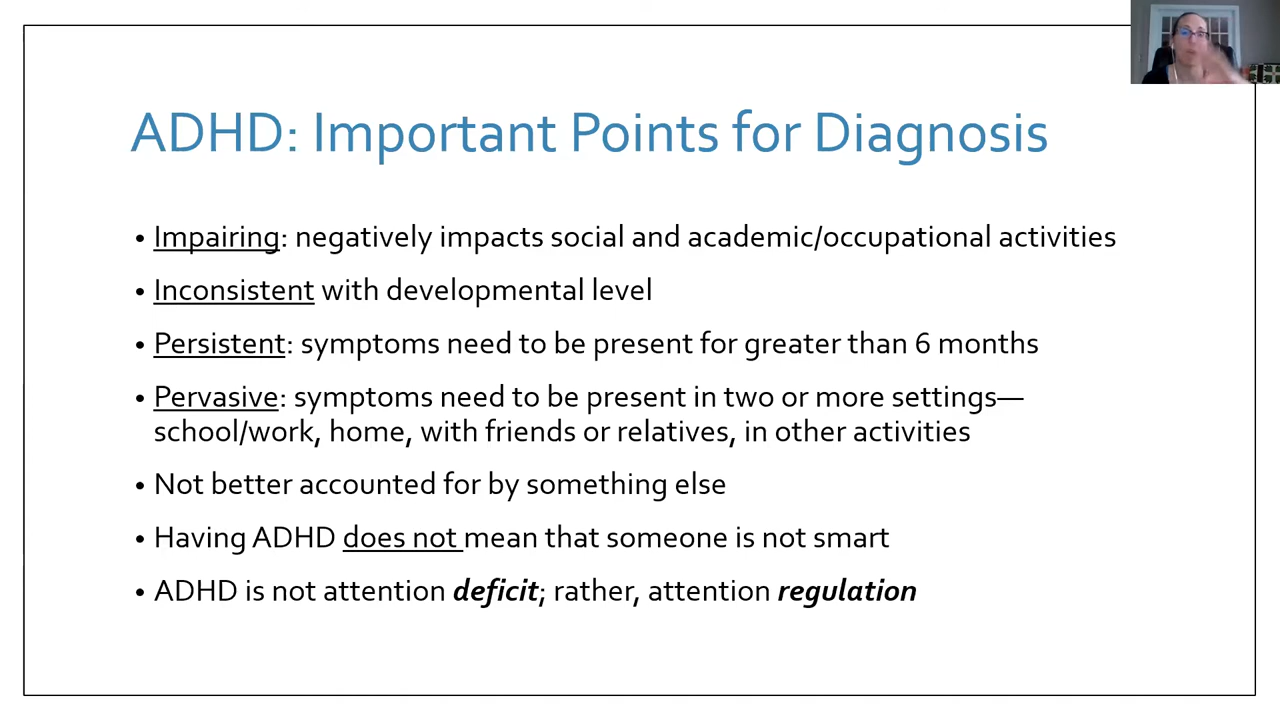 ADHD: Important Points for Diagnosis
• Impairing: negatively impacts social and academic/occupational activities
• Inconsistent with developmental level
• Persistent: symptoms need to be present for greater than 6 months
• Pervasive: symptoms need to be present in two or more settings—
school/work, home, with friends or relatives, in other activities
• Not better accounted for by something else
• Having ADHD does not mean that someone is not smart
• ADHD is not attention deficit; rather, attention regulation